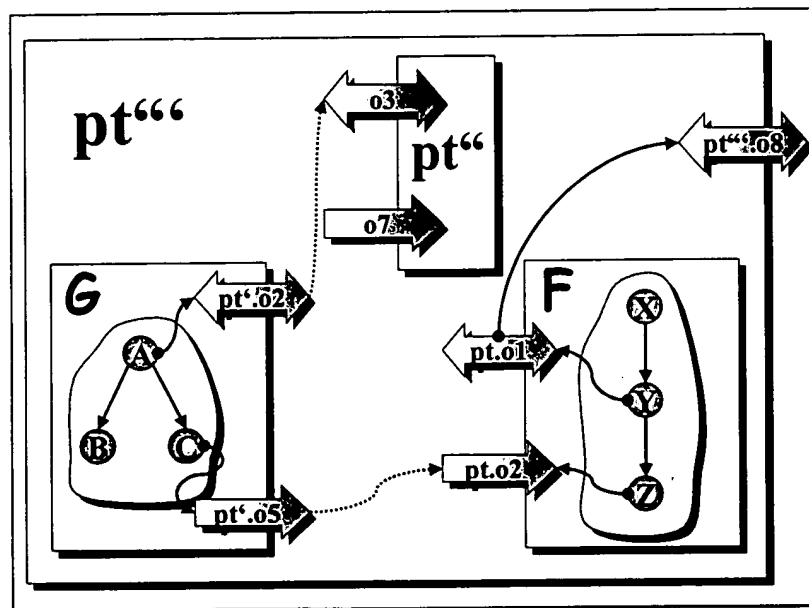 pt“‘“
o3
pt“
pt“‘.o8
o7
G
pt‘.o2
F
X
A
pt.o1
Y
B
C
pt.o2
Z
pt‘.o5